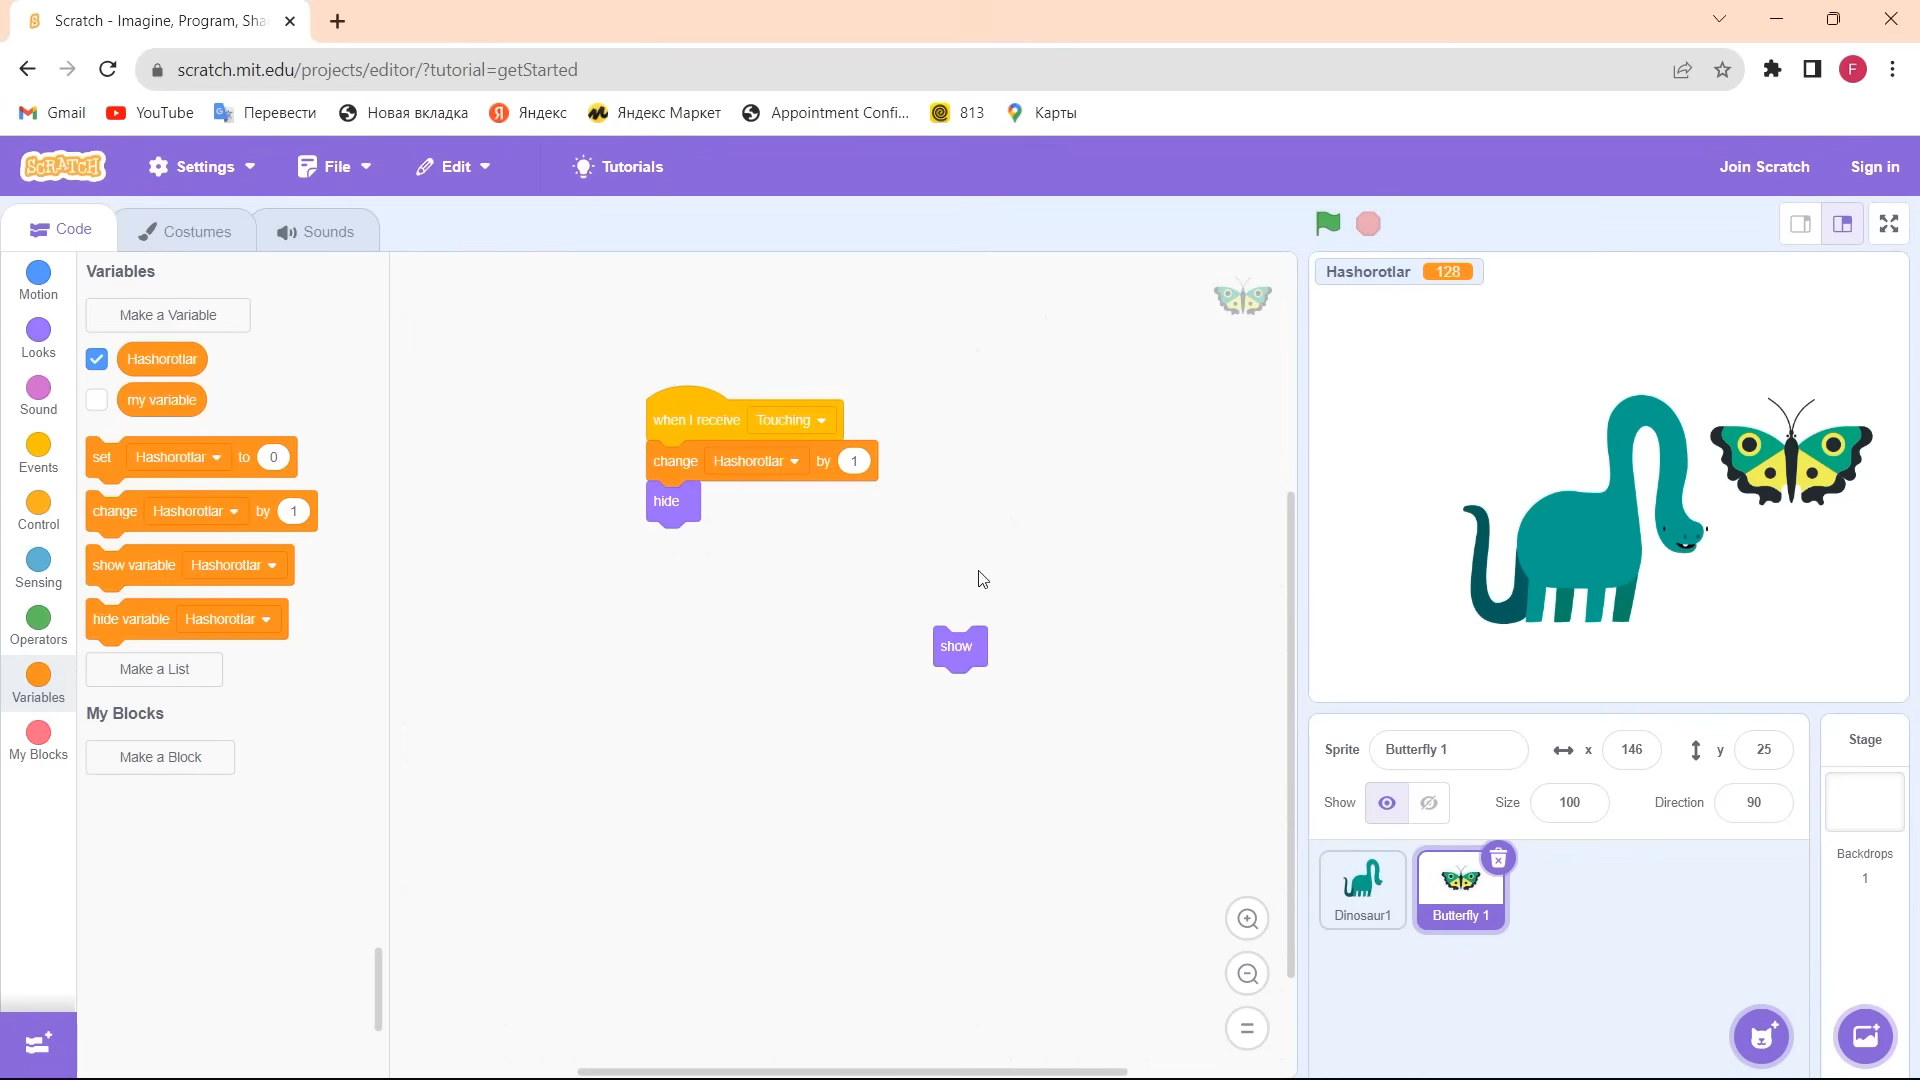 Scratch - Imagine, Program, Sha
scratch.mit.edu/projects/editor/?tutorial=getStarted
F
Gmail YouTube Перевести Новая вкладка Яндекс Яндекс Маркет Appointment Confi... 813 Карты
SCRATCH Settings File Edit Tutorials Join Scratch Sign in
Code Costumes Sounds
Motion
Looks
Sound
Events
Control
Sensing
Operators
Variables
My Blocks
Variables
Make a Variable
Hashorotlar
my variable
set Hashorotlar to 0
change Hashorotlar by 1
show variable Hashorotlar
hide variable Hashorotlar
Make a List
My Blocks
Make a Block
when I receive Touching
change Hashorotlar by 1
hide
show
Hashorotlar 128
Sprite Butterfly 1 x 146 y 25
Show Size 100 Direction 90
Dinosaur1
Butterfly 1
Stage
Backdrops
1